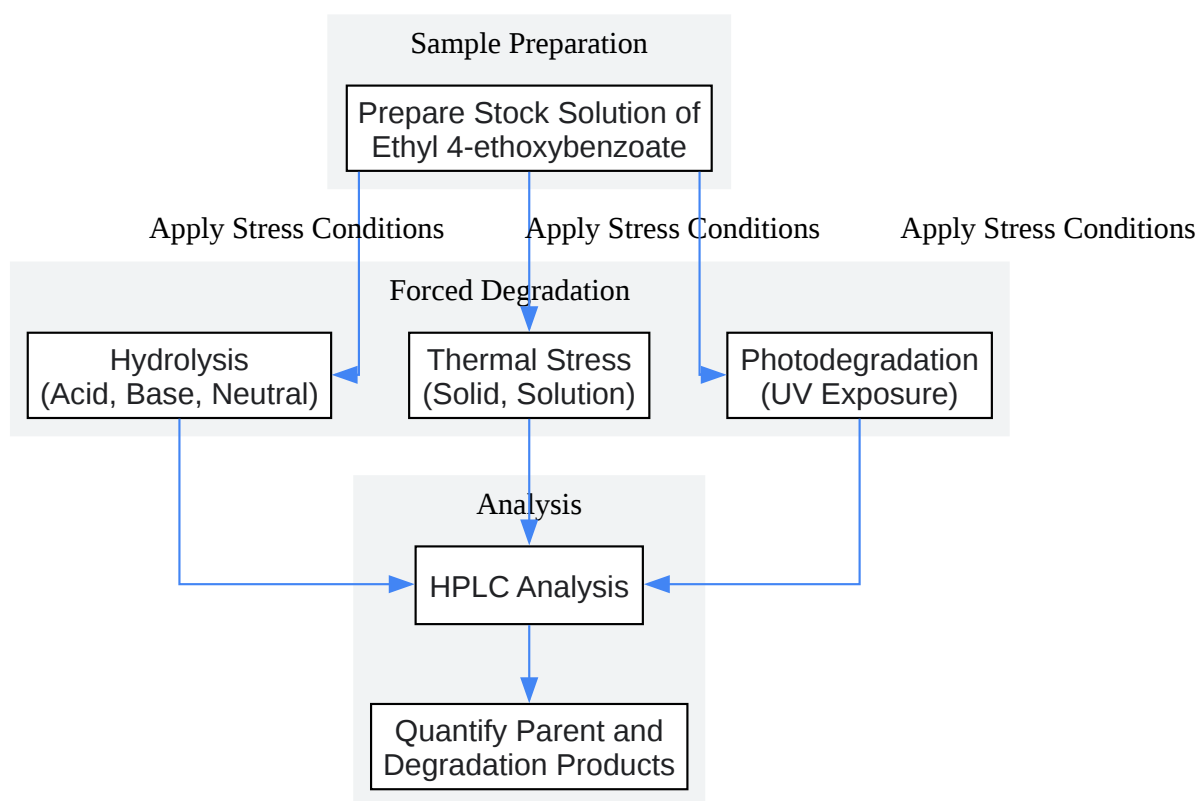 Sample Preparation
Prepare Stock Solution of
Ethyl 4-ethoxybenzoate
Apply Stress Conditions
Apply Stress Conditions
Apply Stress Conditions
Forced Degradation
Hydrolysis
(Acid, Base, Neutral)
Thermal Stress
(Solid, Solution)
Photodegradation
(UV Exposure)
Analysis
HPLC Analysis
Quantify Parent and
Degradation Products